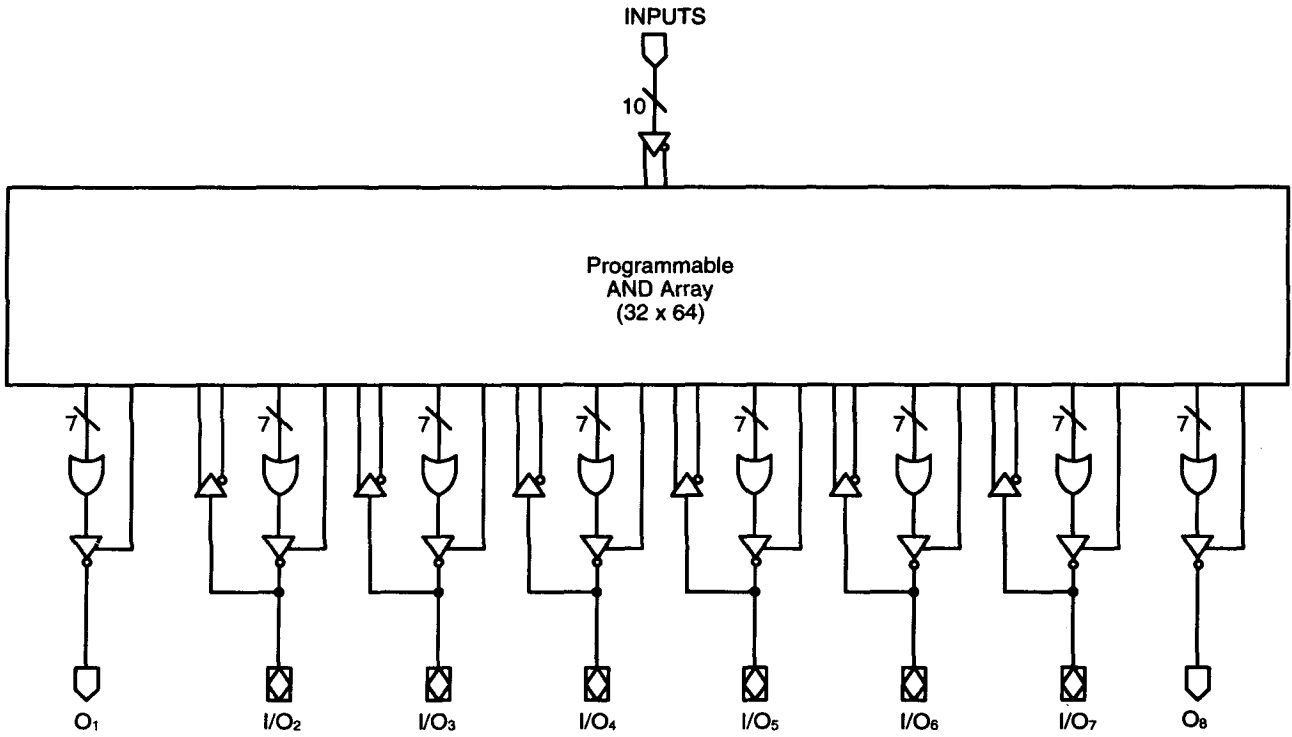 INPUTS
10
Programmable
AND Array
(32 x 64)
7 7 7 7 7 7 7 7
O₁ I/O₂ I/O₃ I/O₄ I/O₅ I/O₆ I/O₇ O₈